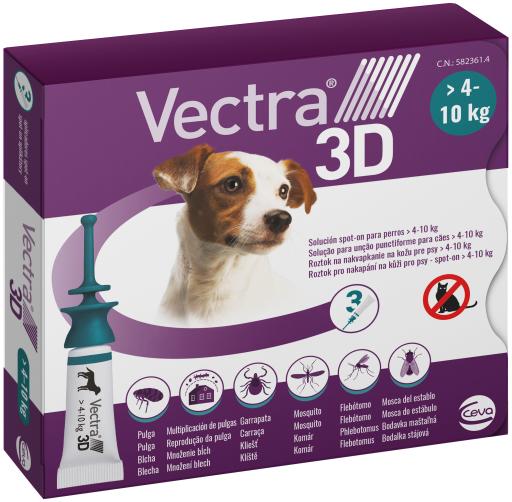 C.N.: 582361.4
Vectra®
3D
> 4-
10 kg
Solución spot-on para perros > 4-10 kg
Solução para unção punctiforme para cães > 4-10 kg
Roztok na nakvapkanie na kožu pre psy > 4-10 kg
Roztok pro nakapání na kůži pro psy - spot-on > 4-10 kg
3
Pulga
Pulga
Blcha
Blecha
Multiplicación de pulgas
Reprodução da pulga
Množenie bĺch
Množení blech
Garrapata
Carraça
Kliešť
Klíště
Mosquito
Mosquito
Komár
Komár
Flebótomo
Flebótomo
Phlebotomus
Flebotomus
Mosca del establo
Mosca do estábulo
Bodavka maštaľná
Bodalka stájová
ceva
Vectra®
3D
> 4-10 kg
Vectra®
3D
> 4-10 kg
3